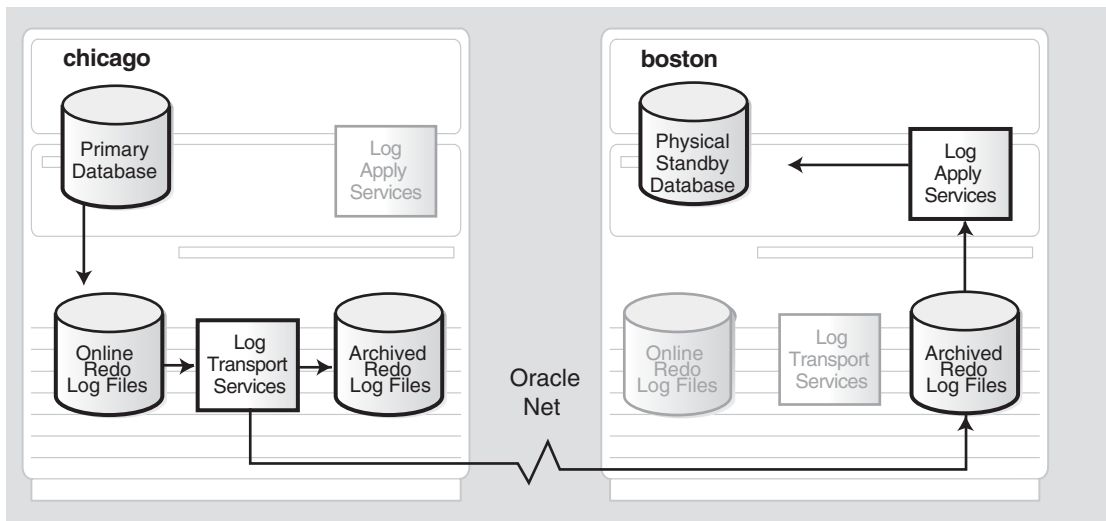 chicago
Primary
Database
Log
Apply
Services
Online
Redo
Log Files
Log
Transport
Services
Archived
Redo
Log Files
Oracle
Net
boston
Physical
Standby
Database
Log
Apply
Services
Online
Redo
Log Files
Log
Transport
Services
Archived
Redo
Log Files